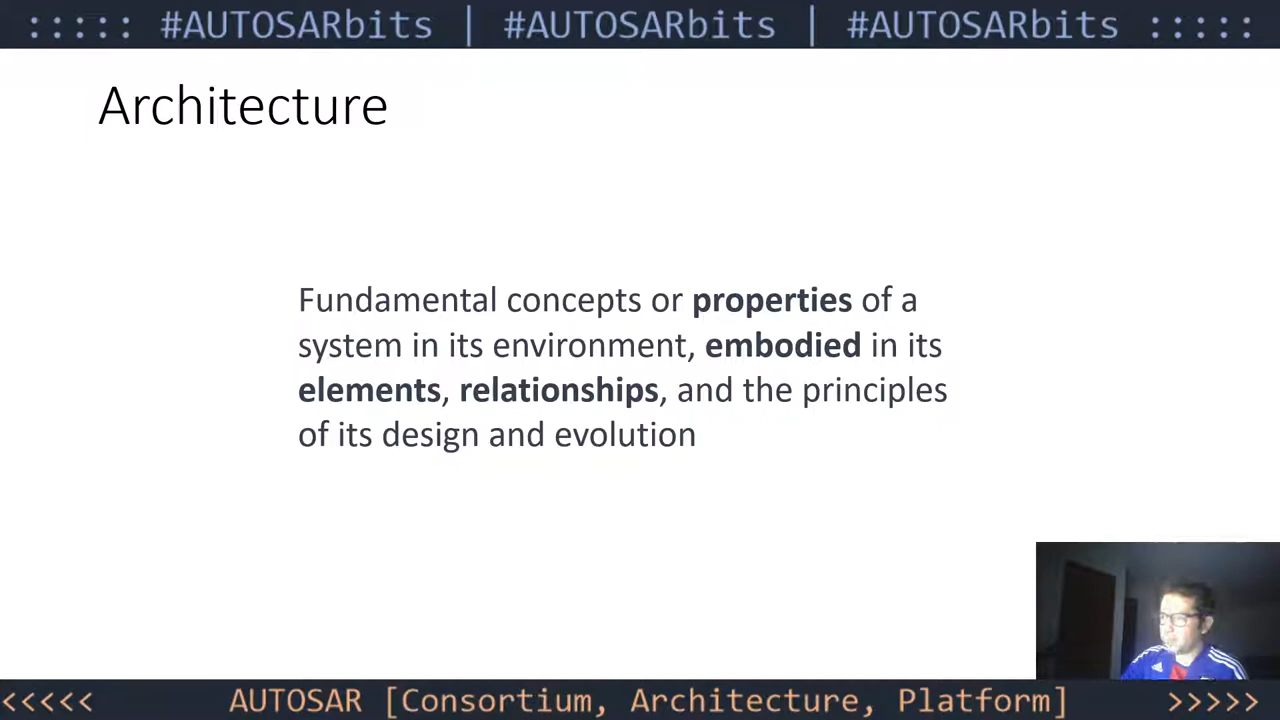 ::::: #AUTOSARbits | #AUTOSARbits | #AUTOSARbits :::::
Architecture
Fundamental concepts or properties of a
system in its environment, embodied in its
elements, relationships, and the principles
of its design and evolution
<<<<< AUTOSAR [Consortium, Architecture, Platform] >>>>>